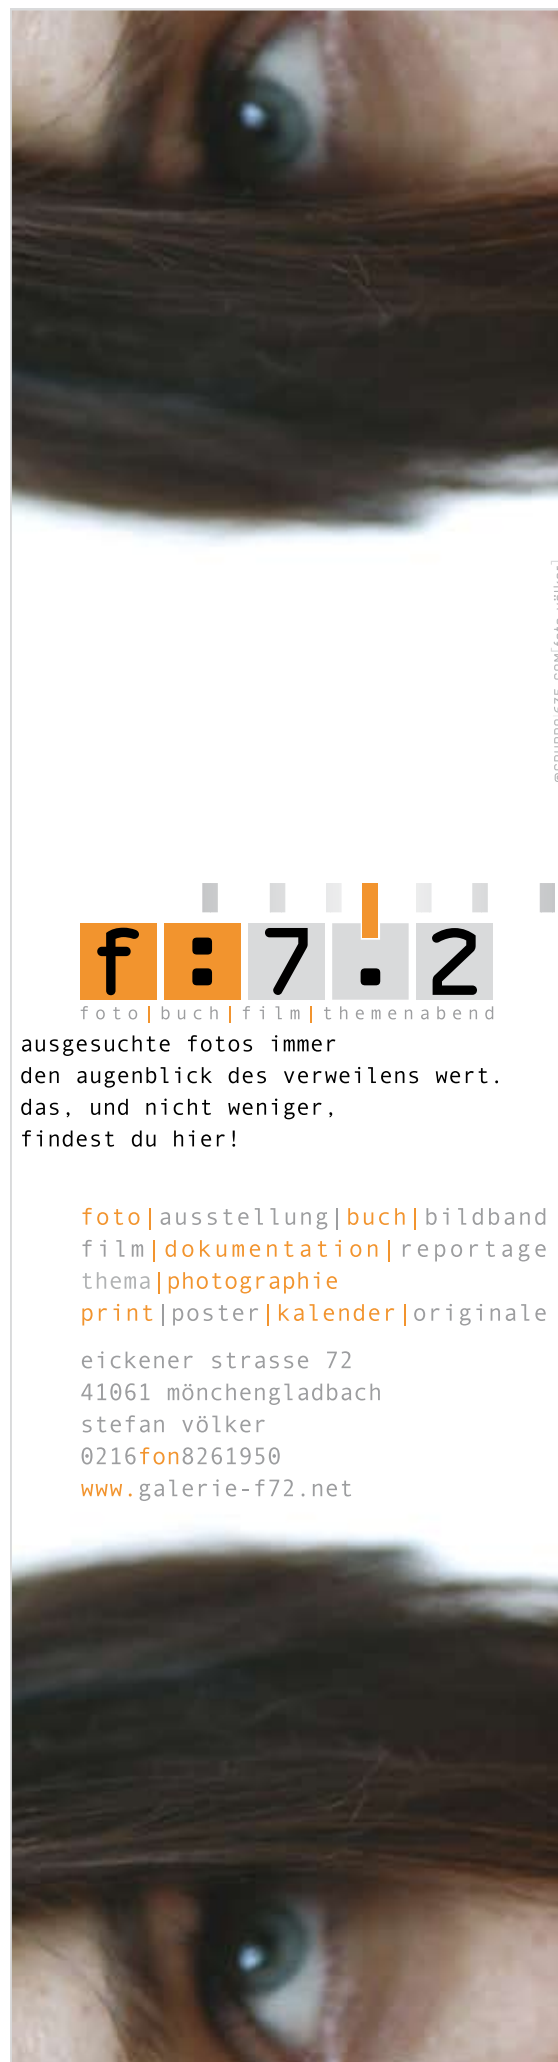 f:7.2
foto|buch|film|themenabend
ausgesuchte fotos immer
den augenblick des verweilens wert.
das, und nicht weniger,
findest du hier!
foto|ausstellung|buch|bildband
film|dokumentation|reportage
thema|photographie
print|poster|kalender|originale
eickener strasse 72
41061 mönchengladbach
stefan völker
0216fon8261950
www.galerie-f72.net